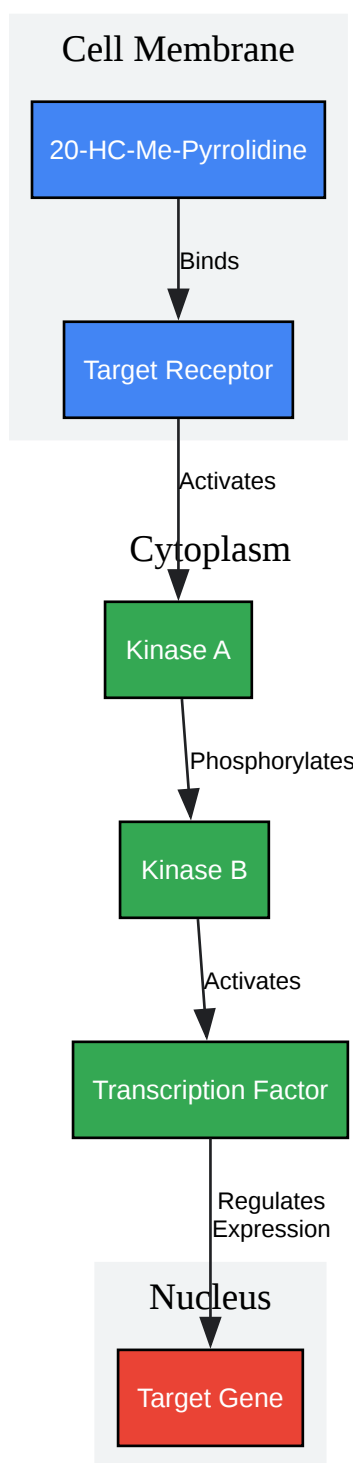 Cell Membrane
20-HC-Me-Pyrrolidine
Binds
Target Receptor
Activates
Cytoplasm
Kinase A
Phosphorylates
Kinase B
Activates
Transcription Factor
Regulates
Expression
Nucleus
Target Gene